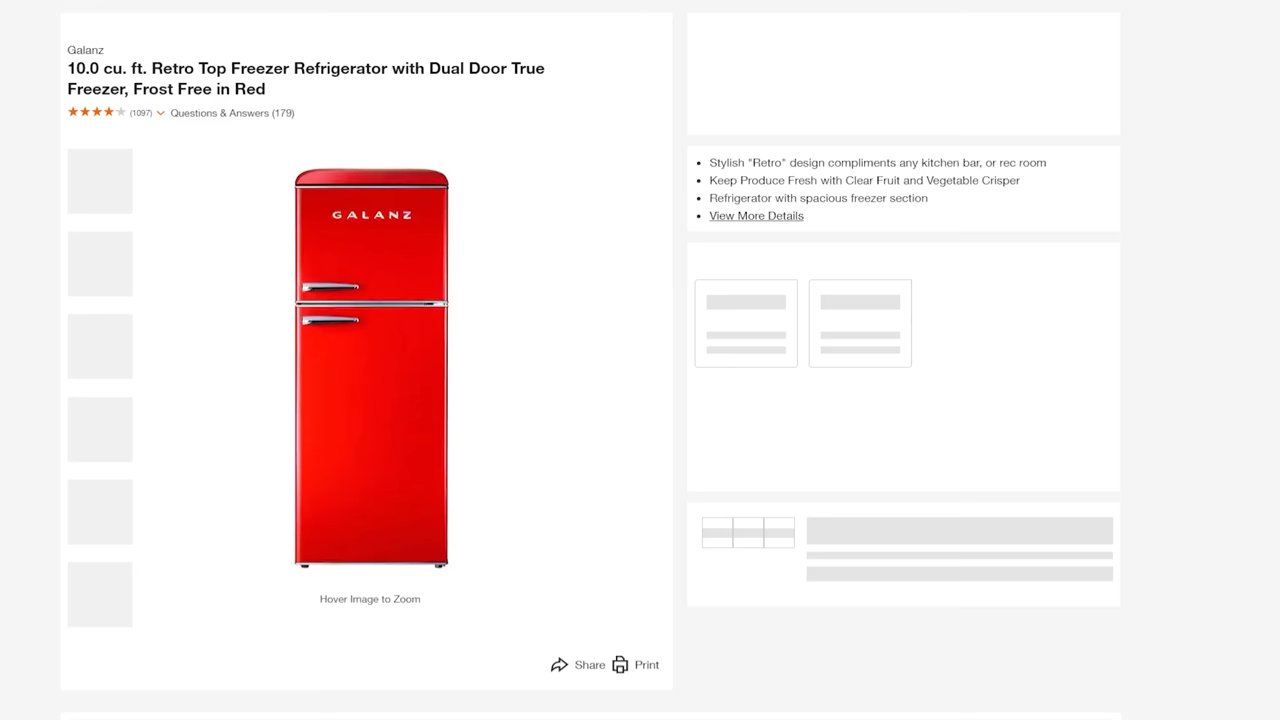 Galanz
10.0 cu. ft. Retro Top Freezer Refrigerator with Dual Door True
Freezer, Frost Free in Red
(1097) Questions & Answers (179)
GALANZ
Hover Image to Zoom
Share Print
Stylish "Retro" design compliments any kitchen bar, or rec room
Keep Produce Fresh with Clear Fruit and Vegetable Crisper
Refrigerator with spacious freezer section
View More Details